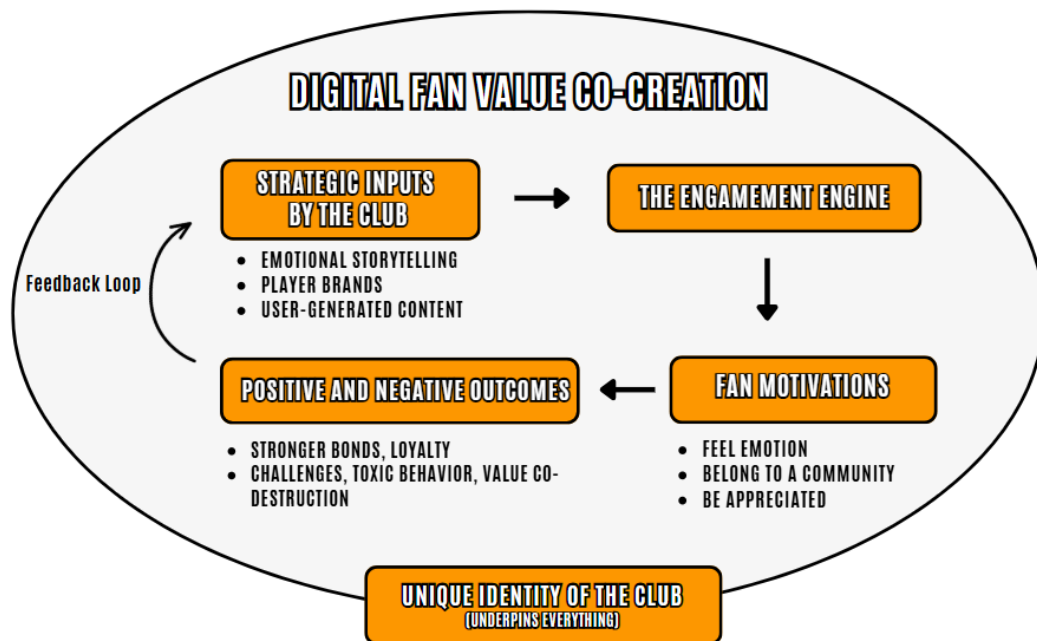 DIGITAL FAN VALUE CO-CREATION
STRATEGIC INPUTS
BY THE CLUB
• EMOTIONAL STORYTELLING
• PLAYER BRANDS
• USER-GENERATED CONTENT
THE ENGAMEMENT ENGINE
Feedback Loop
POSITIVE AND NEGATIVE OUTCOMES
• STRONGER BONDS, LOYALTY
• CHALLENGES, TOXIC BEHAVIOR, VALUE CO-
DESTRUCTION
FAN MOTIVATIONS
• FEEL EMOTION
• BELONG TO A COMMUNITY
• BE APPRECIATED
UNIQUE IDENTITY OF THE CLUB
(UNDERPINS EVERYTHING)